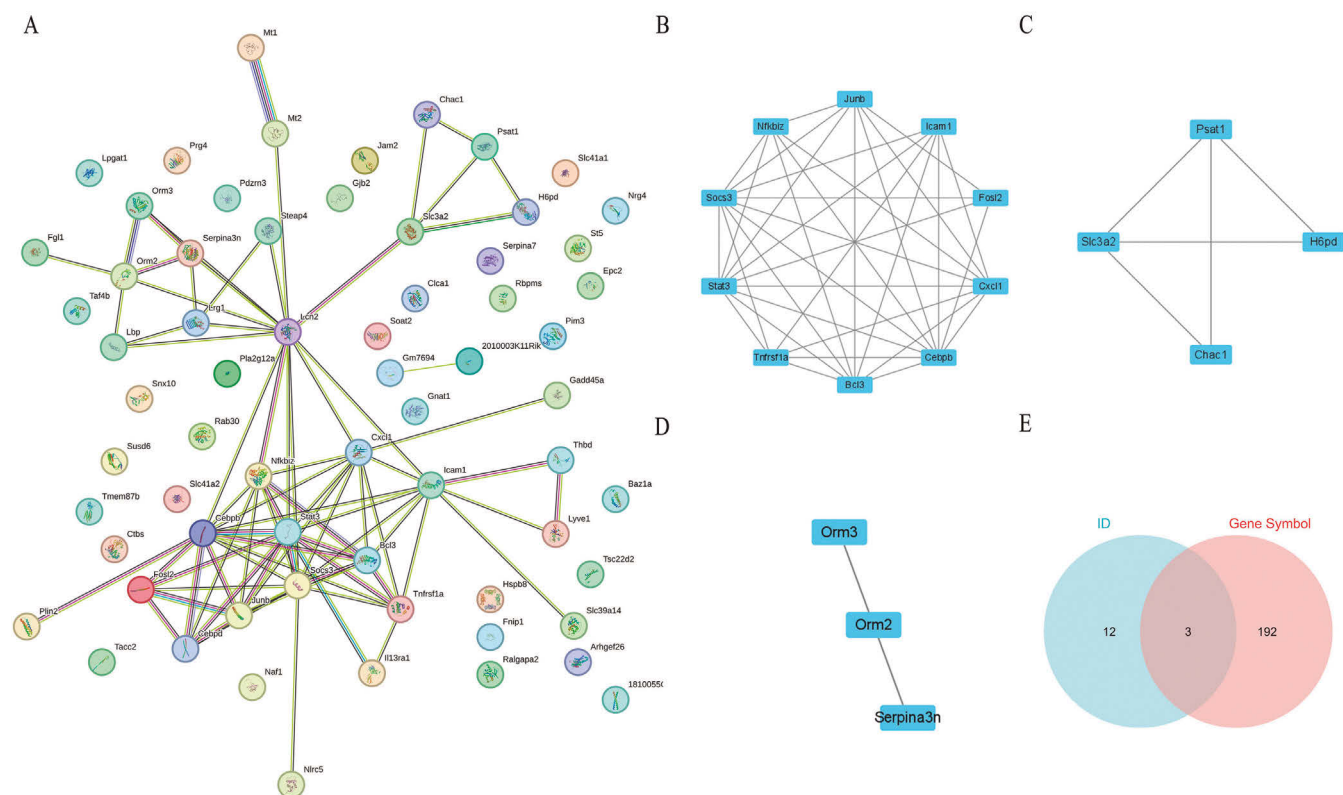 A
Mt1
Mt2
Chac1
Psat1
Jam2
Prg4
Lpgat1
Slc41a1
Pdzrn3
Gjb2
H6pd
Nrg4
Orm3
Steap4
Slc3a2
St5
Serpina3n
Fgl1
Serpina7
Orm2
Epc2
Clca1
Rbpms
Taf4b
Lrg1
Lcn2
Soat2
Pim3
Lbp
2010003K11Rik
Pla2g12a
Gm7694
Snx10
Gadd45a
Gnat1
Rab30
Cxcl1
Thbd
Susd6
Nfkbiz
Icam1
Slc41a2
Baz1a
Tmem87b
Lyve1
Cebpb
Stat3
Ctbs
Bcl3
Tsc22d2
Fosl2
Socs3
Hspb8
Junb
Tnfrsf1a
Slc39a14
Plin2
Fnip1
Cebpd
Tacc2
Il13ra1
Arhgef26
Naf1
Ralgapa2
Nlrc5
B
Junb
Nfkbiz
Icam1
Socs3
Fosl2
Stat3
Cxcl1
Tnfrsf1a
Cebpb
Bcl3
C
Psat1
Slc3a2
H6pd
Chac1
D
Orm3
Orm2
Serpina3n
E
ID
Gene Symbol
12
3
192